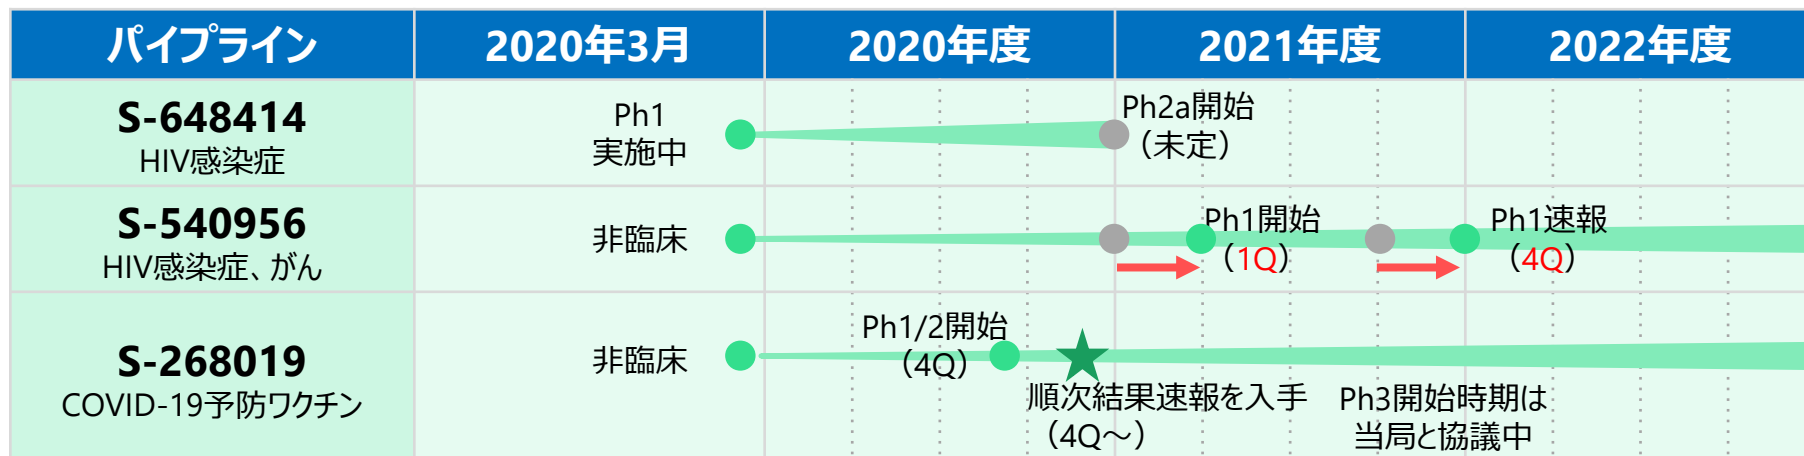 パイプライン
2020年3月
2020年度
2021年度
2022年度
S-648414
HIV感染症
Ph1
実施中
Ph2a開始
（未定）
S-540956
HIV感染症、がん
非臨床
Ph1開始
（1Q）
Ph1速報
（4Q）
S-268019
COVID-19予防ワクチン
非臨床
Ph1/2開始
（4Q）
順次結果速報を入手
（4Q～）
Ph3開始時期は
当局と協議中